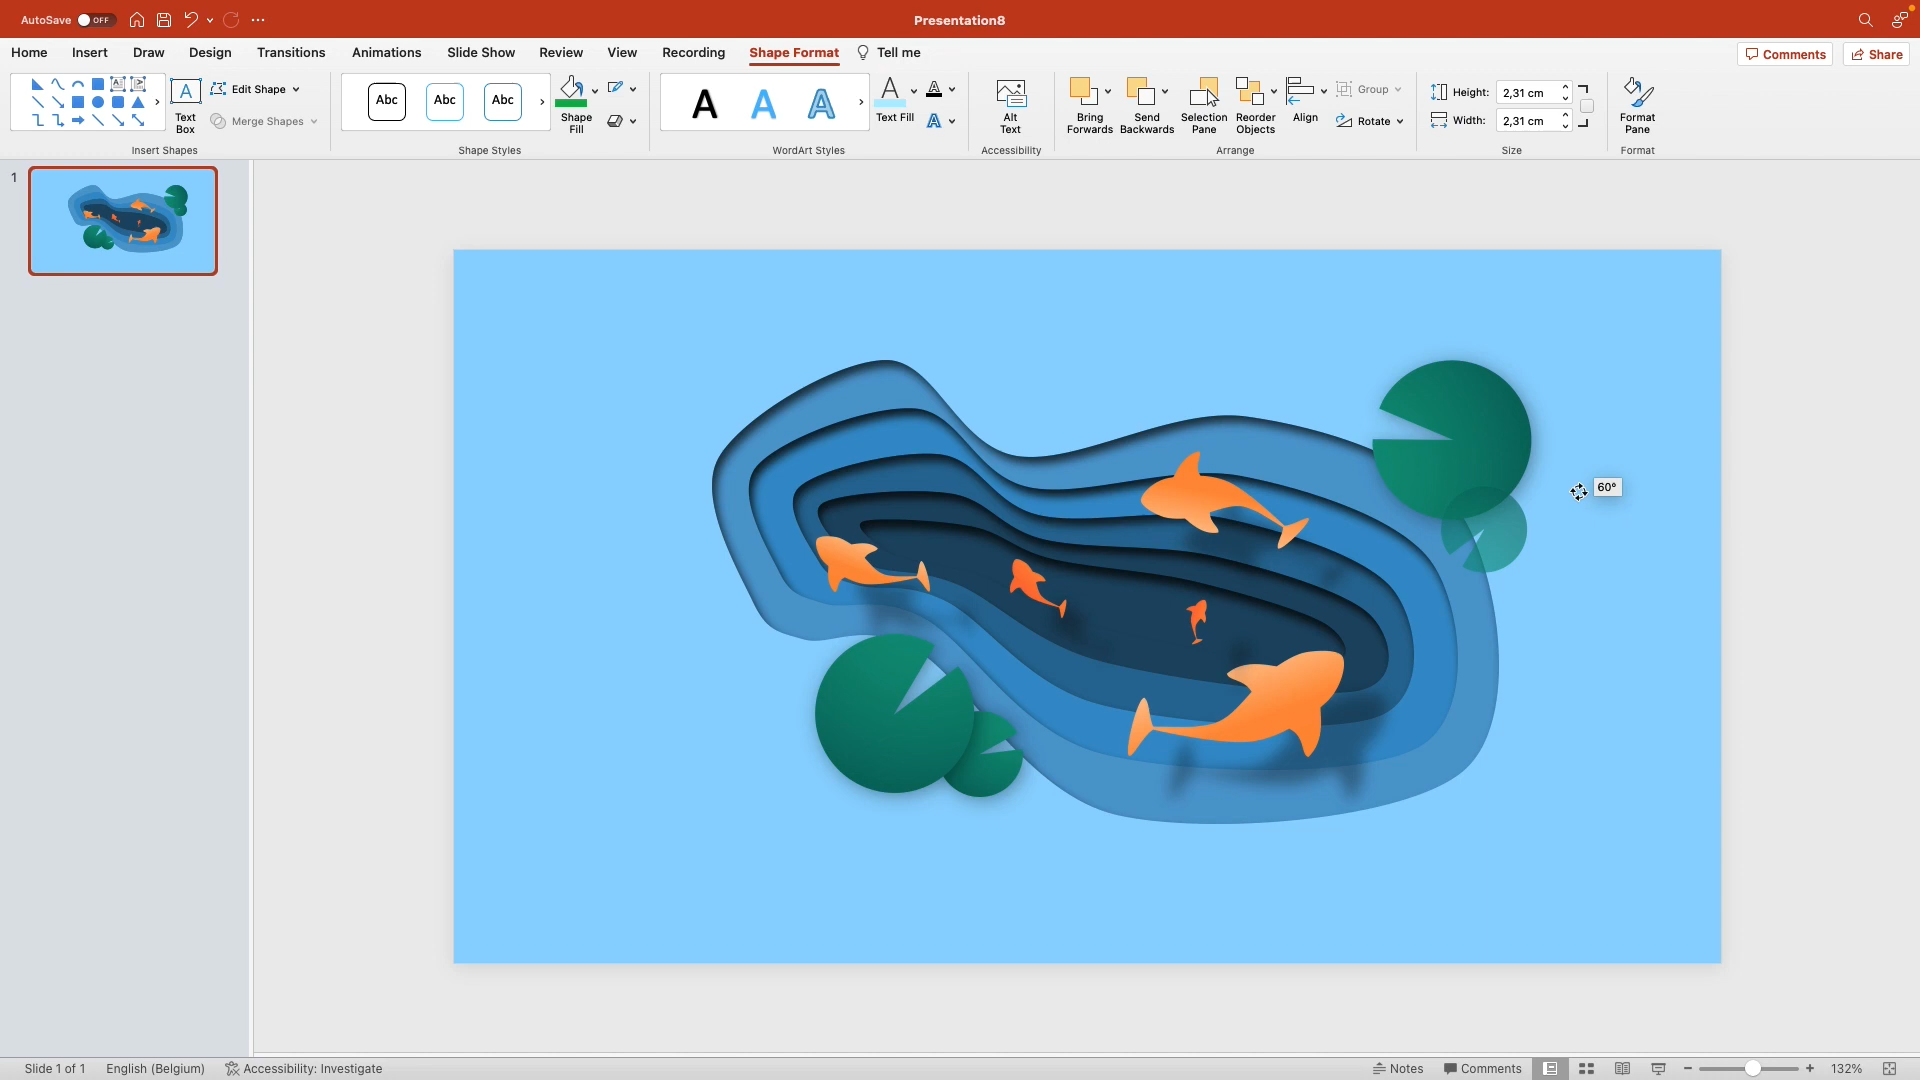 AutoSave OFF
Presentation8
Home Insert Draw Design Transitions Animations Slide Show Review View Recording Shape Format Tell me
Comments Share
Text Box
Edit Shape
Merge Shapes
Insert Shapes
Abc Abc Abc
Shape Fill
Shape Styles
A A A
Text Fill
WordArt Styles
Alt Text
Accessibility
Bring Forwards
Send Backwards
Selection Pane
Reorder Objects
Align
Group
Rotate
Arrange
Height: 2,31 cm
Width: 2,31 cm
Size
Format Pane
Format
1
60°
Slide 1 of 1 English (Belgium) Accessibility: Investigate
Notes Comments 132%